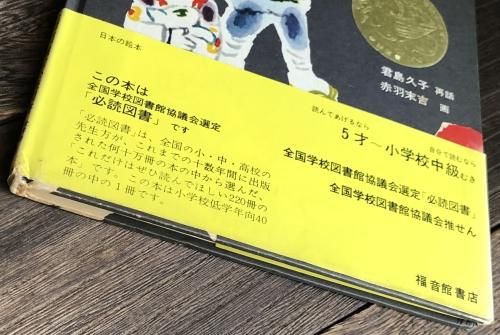 日本の絵本
この本は
全国学校図書館協議会選定
「必読図書」です
「必読図書」は、全国の小・中・高校の
先生方が、これまでの十数年間に出版
された何十万冊の本の中から選んだ、
「これだけはぜひ読んでほしい220冊の
本」です。この本は小学校低学年向40
冊の中の1冊です。
君島久子 再話
赤羽末吉 画
読んであげるなら
自分で読むなら
5才～小学校中級むき
全国学校図書館協議会選定「必読図書」
全国学校図書館協議会推せん
福音館書店